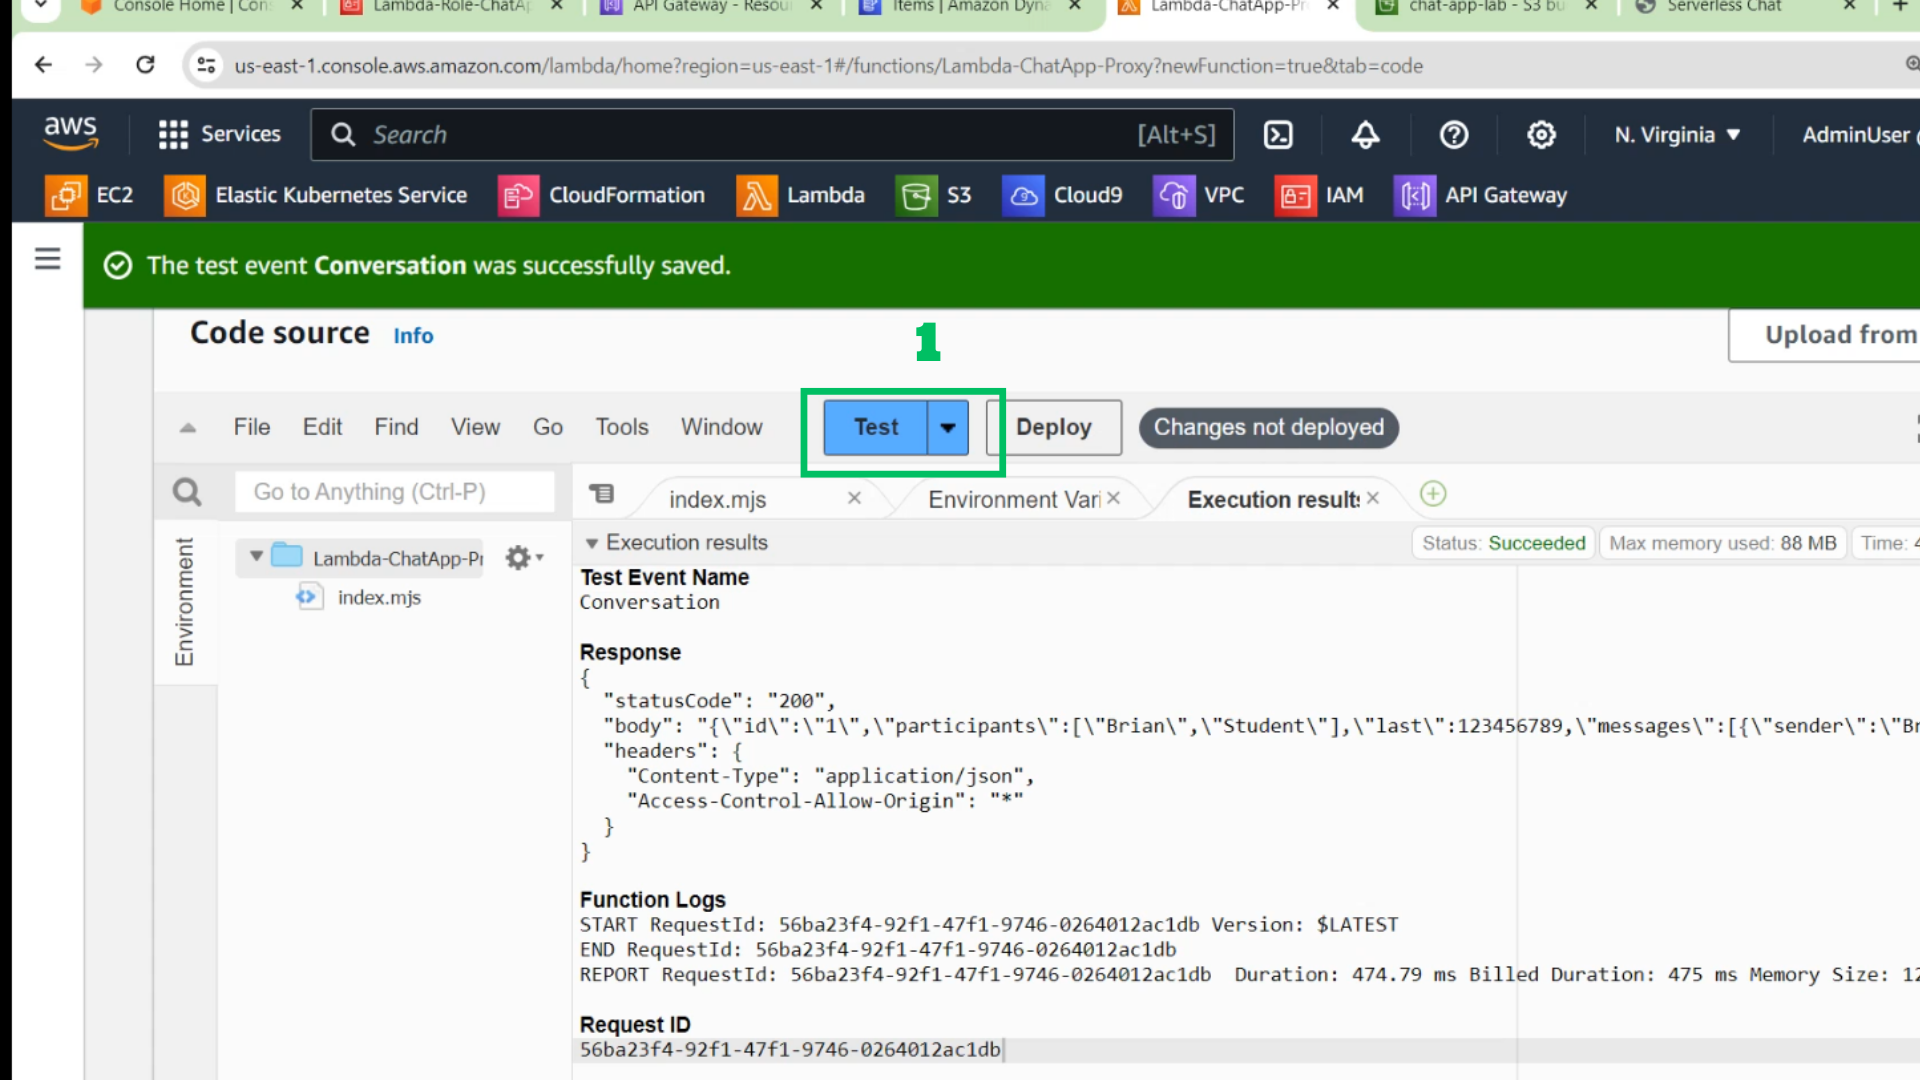 Console Home | Con
Lambda-Role-ChatAp
API Gateway - Resou
Items | Amazon Dyna
Lambda-ChatApp-Pr
chat-app-lab - S3 bu
Serverless Chat
us-east-1.console.aws.amazon.com/lambda/home?region=us-east-1#/functions/Lambda-ChatApp-Proxy?newFunction=true&tab=code
aws
Services
Search
[Alt+S]
N. Virginia
AdminUser
EC2
Elastic Kubernetes Service
CloudFormation
Lambda
S3
Cloud9
VPC
IAM
API Gateway
The test event Conversation was successfully saved.
Code source Info
1
Upload from
File Edit Find View Go Tools Window
Test
Deploy
Changes not deployed
Go to Anything (Ctrl-P)
index.mjs
Environment Vari
Execution results
Environment
Lambda-ChatApp-Pr
index.mjs
Execution results
Status: Succeeded
Max memory used: 88 MB
Time: 4
Test Event Name
Conversation
Response
{
"statusCode": "200",
"body": "{\"id\":\"1\",\"participants\":[\"Brian\",\"Student\"],\"last\":123456789,\"messages\":[{\"sender\":\"Br
"headers": {
"Content-Type": "application/json",
"Access-Control-Allow-Origin": "*"
}
}
Function Logs
START RequestId: 56ba23f4-92f1-47f1-9746-0264012ac1db Version: $LATEST
END RequestId: 56ba23f4-92f1-47f1-9746-0264012ac1db
REPORT RequestId: 56ba23f4-92f1-47f1-9746-0264012ac1db Duration: 474.79 ms Billed Duration: 475 ms Memory Size: 12
Request ID
56ba23f4-92f1-47f1-9746-0264012ac1db